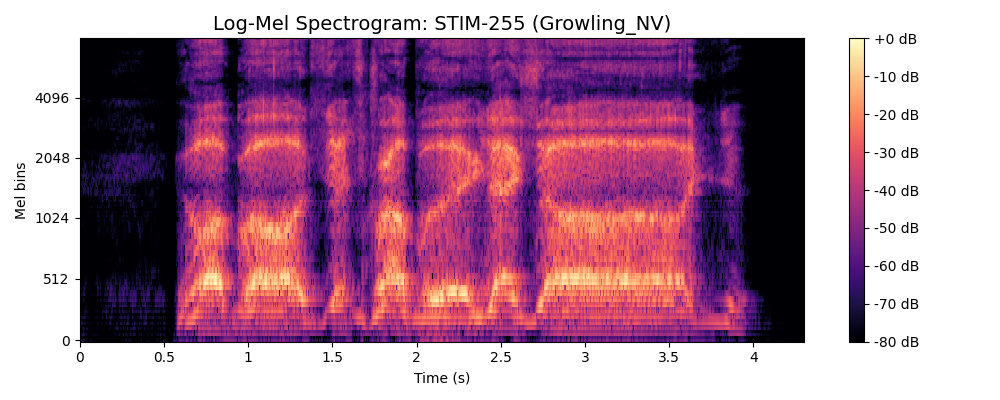 Log-Mel Spectrogram: STIM-255 (Growling_NV)
+0 dB
-10 dB
-20 dB
-30 dB
-40 dB
-50 dB
-60 dB
-70 dB
-80 dB
4096
2048
1024
512
0
Mel bins
0
0.5
1
1.5
2
2.5
3
3.5
4
Time (s)